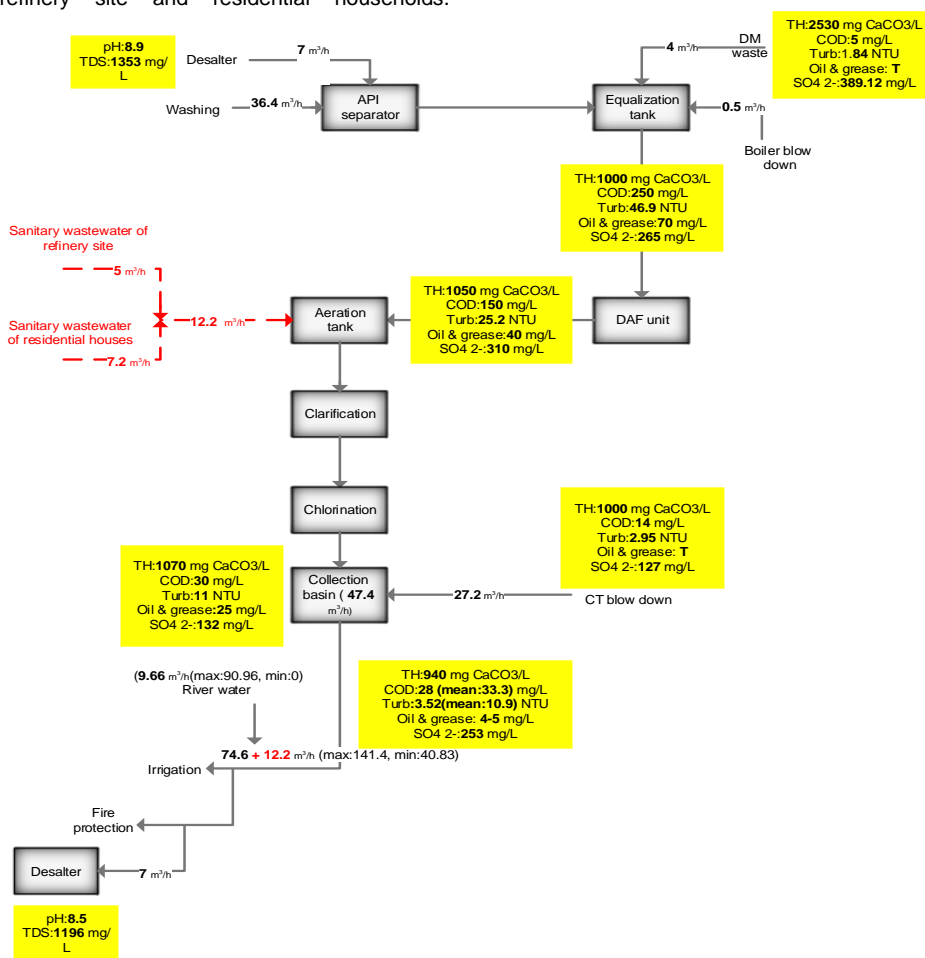 refinery site and residential households.
pH:8.9
TDS:1353 mg/
L
Desalter
7 m³/h
Washing
36.4 m³/h
API
separator
4 m³/h
DM
waste
Equalization
tank
0.5 m³/h
Boiler blow
down
TH:2530 mg CaCO3/L
COD:5 mg/L
Turb:1.84 NTU
Oil & grease: T
SO4 2-:389.12 mg/L
TH:1000 mg CaCO3/L
COD:250 mg/L
Turb:46.9 NTU
Oil & grease:70 mg/L
SO4 2-:265 mg/L
Sanitary wastewater of
refinery site
5 m³/h
12.2 m³/h
Sanitary wastewater
of residential houses
7.2 m³/h
Aeration
tank
TH:1050 mg CaCO3/L
COD:150 mg/L
Turb:25.2 NTU
Oil & grease:40 mg/L
SO4 2-:310 mg/L
DAF unit
Clarification
Chlorination
TH:1070 mg CaCO3/L
COD:30 mg/L
Turb:11 NTU
Oil & grease:25 mg/L
SO4 2-:132 mg/L
Collection
basin ( 47.4
m³/h)
27.2 m³/h
CT blow down
TH:1000 mg CaCO3/L
COD:14 mg/L
Turb:2.95 NTU
Oil & grease: T
SO4 2-:127 mg/L
(9.66 m³/h(max:90.96, min:0)
River water
TH:940 mg CaCO3/L
COD:28 (mean:33.3) mg/L
Turb:3.52(mean:10.9) NTU
Oil & grease: 4-5 mg/L
SO4 2-:253 mg/L
74.6 + 12.2 m³/h (max:141.4, min:40.83)
Irrigation
Fire
protection
Desalter
7 m³/h
pH:8.5
TDS:1196 mg/
L